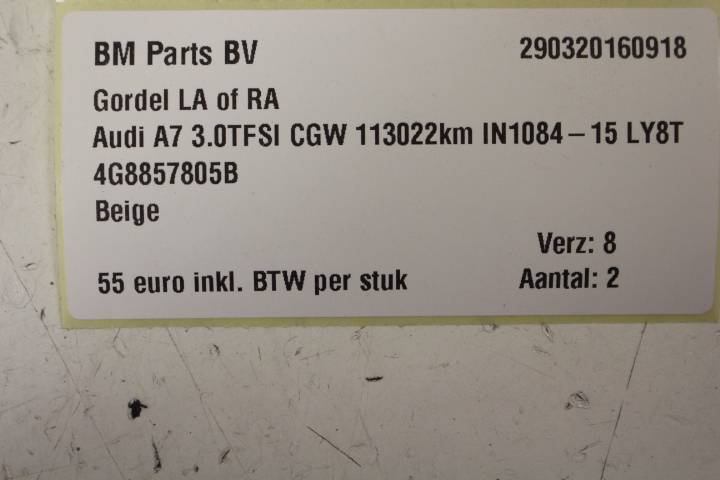 BM Parts BV 290320160918
Gordel LA of RA
Audi A7 3.0TFSI CGW 113022km IN1084-15 LY8T
4G8857805B
Beige
Verz: 8
55 euro inkl. BTW per stuk Aantal: 2